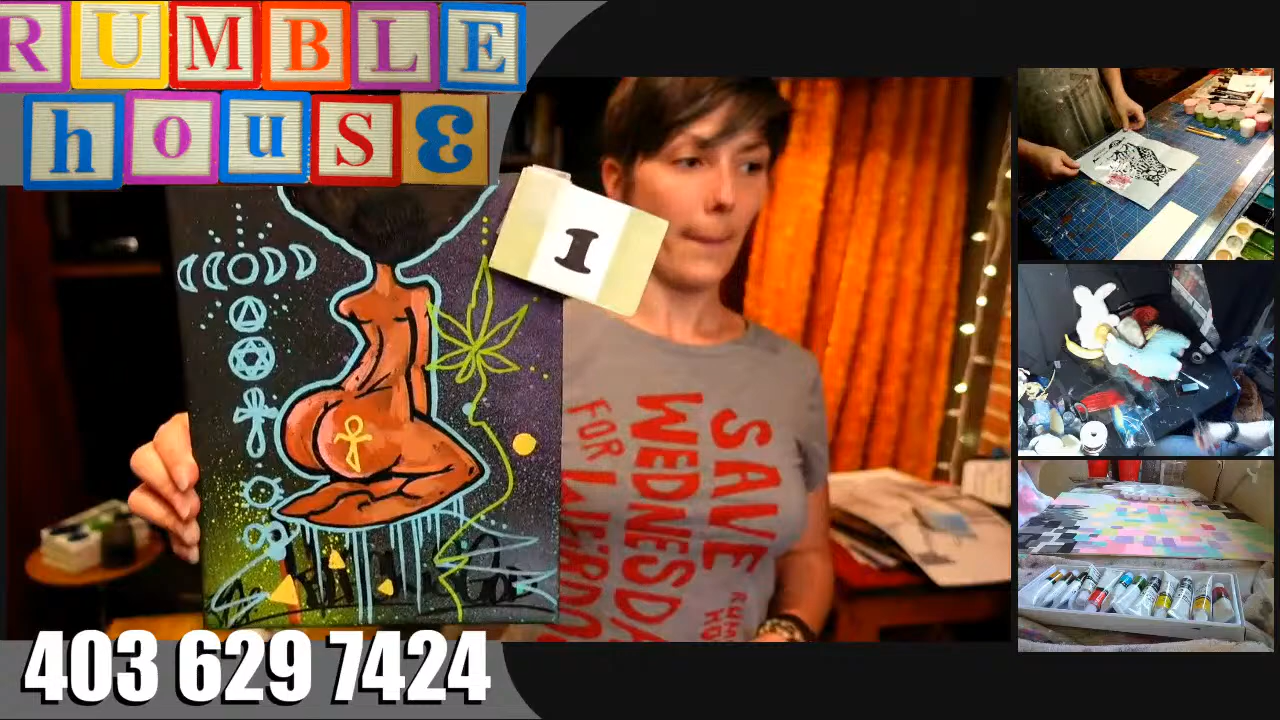 RUMBLE
hOUSE
1
SAVE
WEDNESDA
FOR WEIRDO
403 629 7424